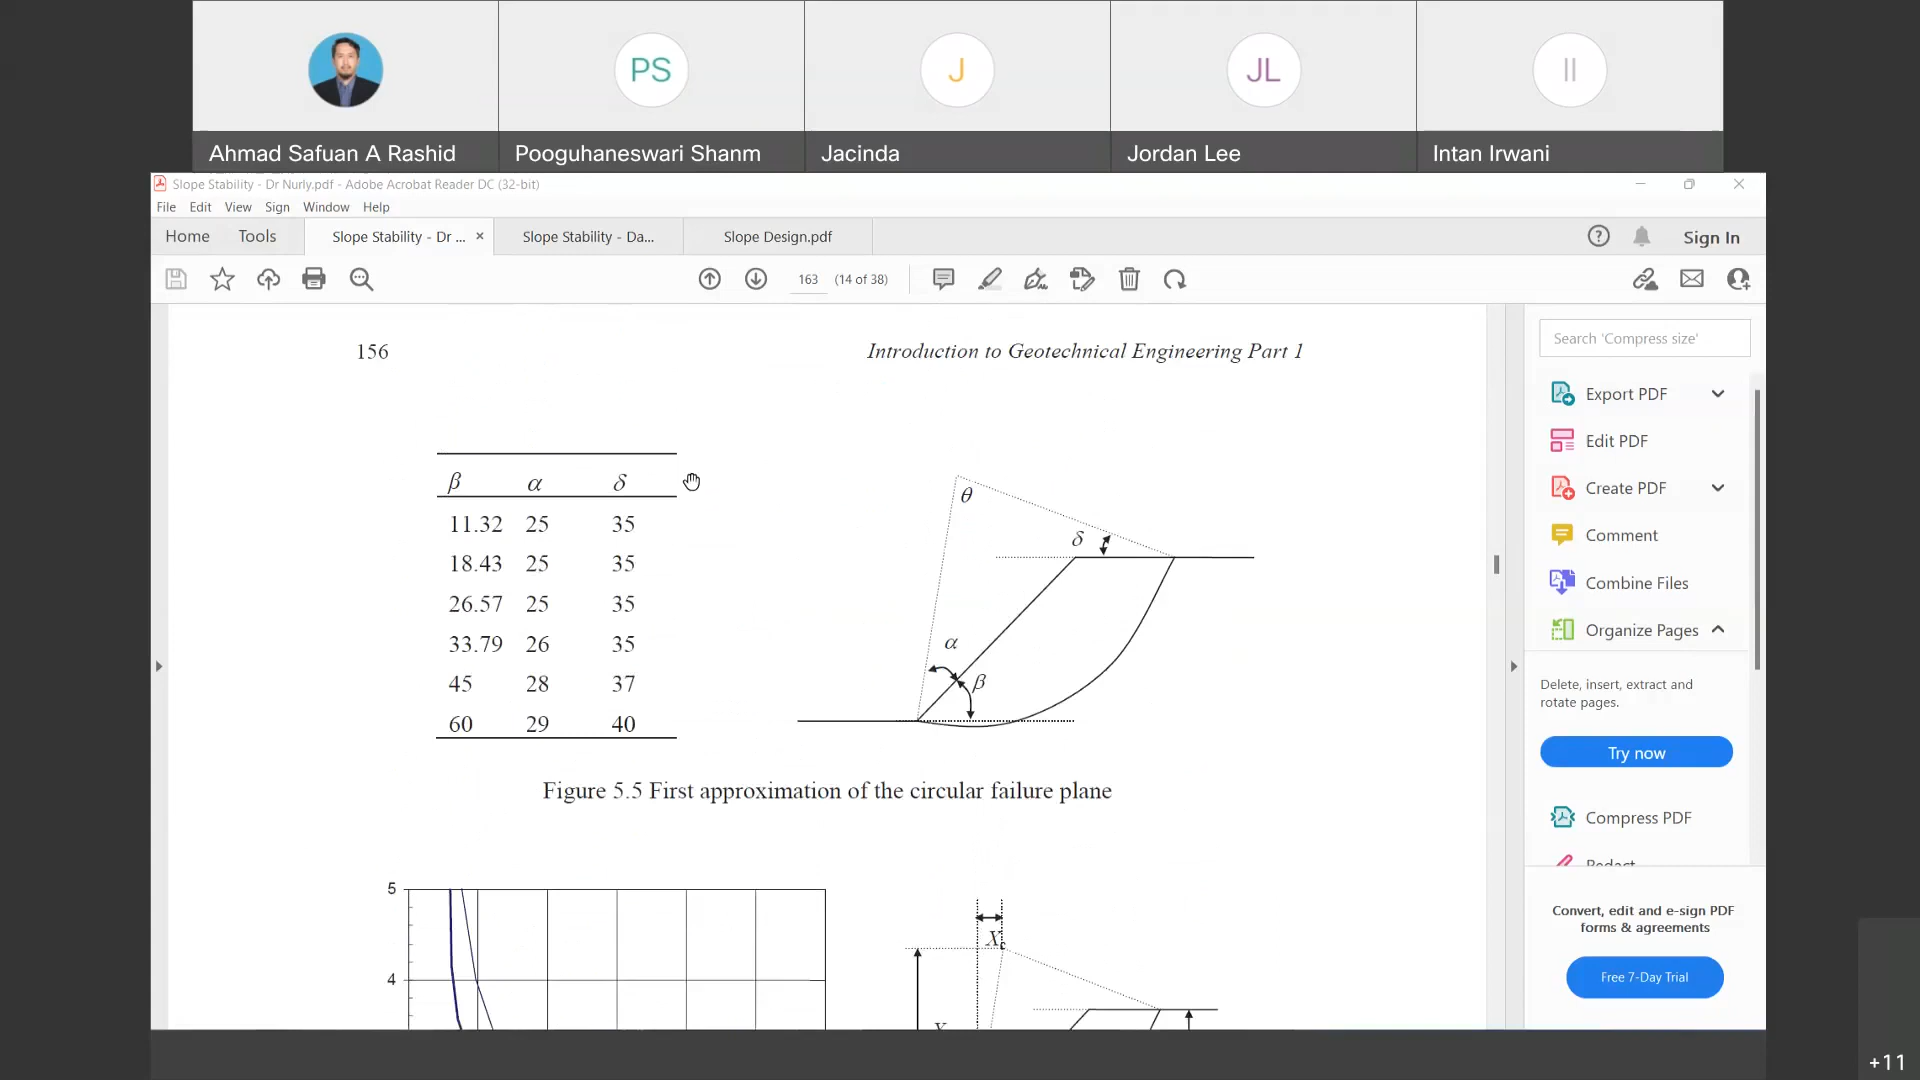 PS
J
JL
II
Ahmad Safuan A Rashid
Pooguhaneswari Shanm
Jacinda
Jordan Lee
Intan Irwani
Slope Stability - Dr Nurly.pdf - Adobe Acrobat Reader DC (32-bit)
File Edit View Sign Window Help
Home Tools Slope Stability - Dr ... × Slope Stability - Da... Slope Design.pdf Sign In
163 (14 of 38)
156 Introduction to Geotechnical Engineering Part 1
β α δ
11.32 25 35
18.43 25 35
26.57 25 35
33.79 26 35
45 28 37
60 29 40
θ
δ
α
β
Figure 5.5 First approximation of the circular failure plane
5
4
Xc
Search 'Compress size'
Export PDF
Edit PDF
Create PDF
Comment
Combine Files
Organize Pages
Delete, insert, extract and
rotate pages.
Try now
Compress PDF
Redact
Convert, edit and e-sign PDF
forms & agreements
Free 7-Day Trial
+11